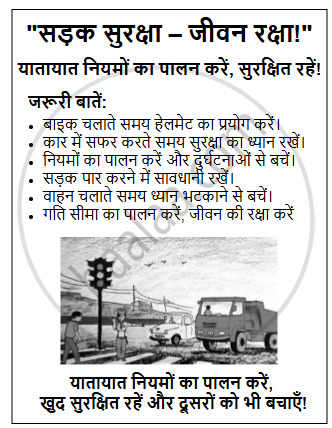 "सड़क सुरक्षा – जीवन रक्षा!"
यातायात नियमों का पालन करें, सुरक्षित रहें!
जरूरी बातें:
• बाइक चलाते समय हेलमेट का प्रयोग करें।
• कार में सफर करते समय सुरक्षा का ध्यान रखें।
• नियमों का पालन करें और दुर्घटनाओं से बचें।
• सड़क पार करने में सावधानी रखें।
• वाहन चलाते समय ध्यान भटकाने से बचें।
• गति सीमा का पालन करें, जीवन की रक्षा करें
यातायात नियमों का पालन करें,
खुद सुरक्षित रहें और दूसरों को भी बचाएँ!